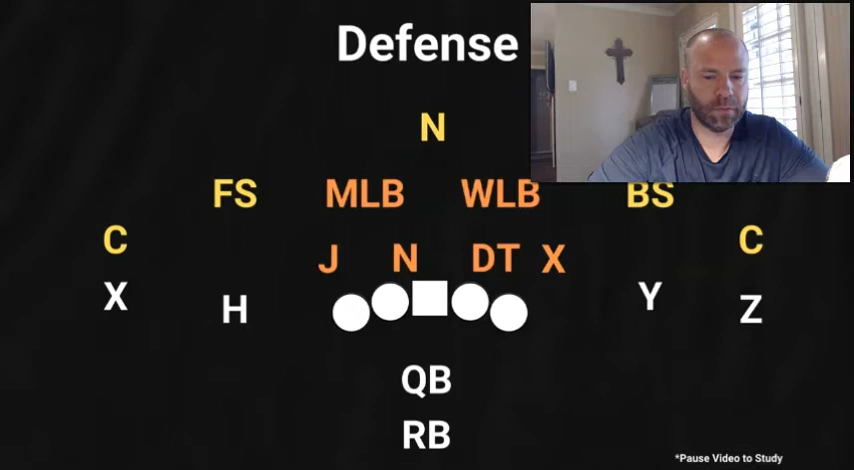 Defense
N
FS MLB WLB BS
C C
J N DT X
X H Y Z
QB
RB
*Pause Video to Study